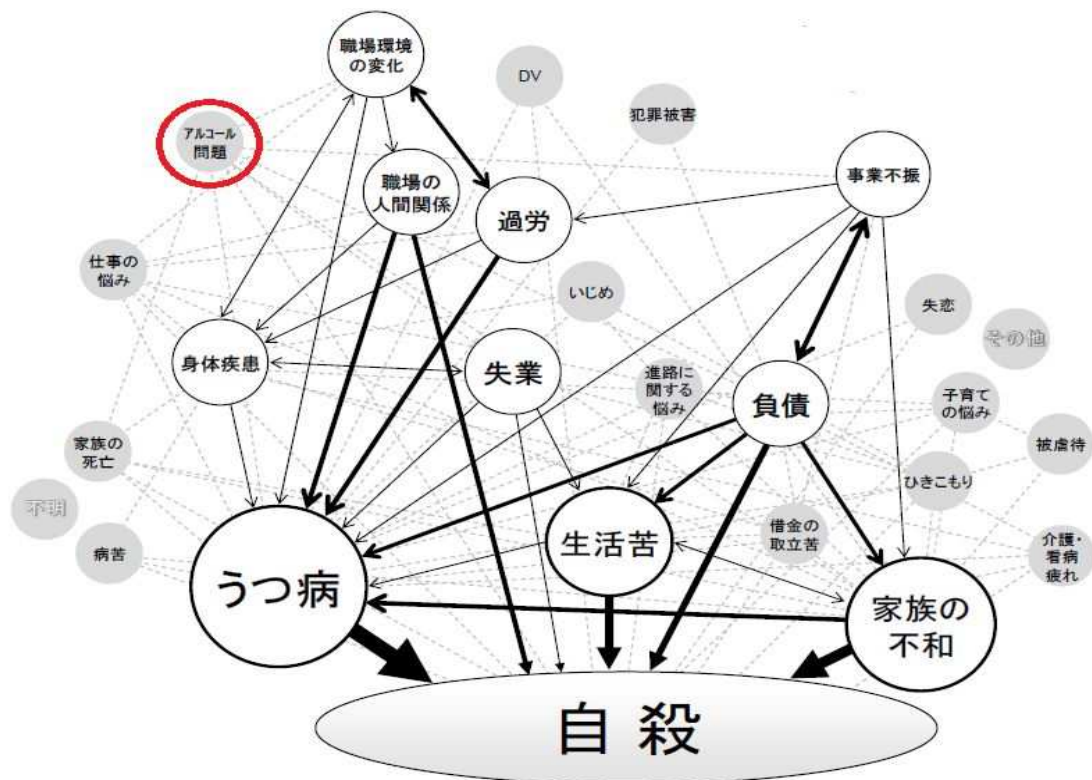 職場環境
の変化
DV
犯罪被害
アルコール
問題
職場の
人間関係
過労
事業不振
仕事の
悩み
いじめ
失恋
その他
身体疾患
失業
進路に
関する
悩み
負債
子育て
の悩み
家族の
死亡
被虐待
ひきこもり
不明
病苦
生活苦
借金の
取立苦
介護・
看病
疲れ
うつ病
家族の
不和
自殺